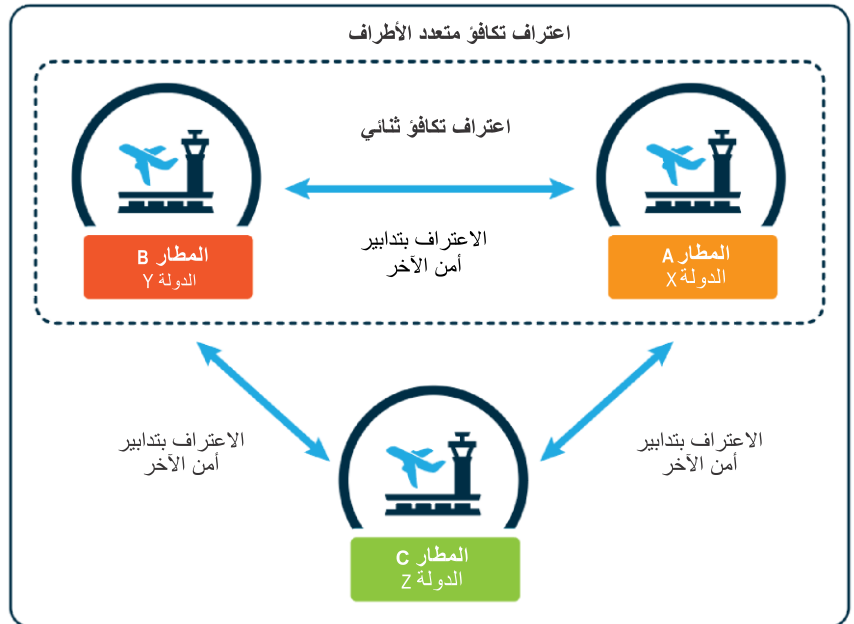 اعتراف تكافؤ متعدد الأطراف
اعتراف تكافؤ ثنائي
المطار A
الدولة X
الاعتراف بتدابير
أمن الآخر
المطار B
الدولة Y
الاعتراف بتدابير
أمن الآخر
الاعتراف بتدابير
أمن الآخر
المطار C
الدولة Z